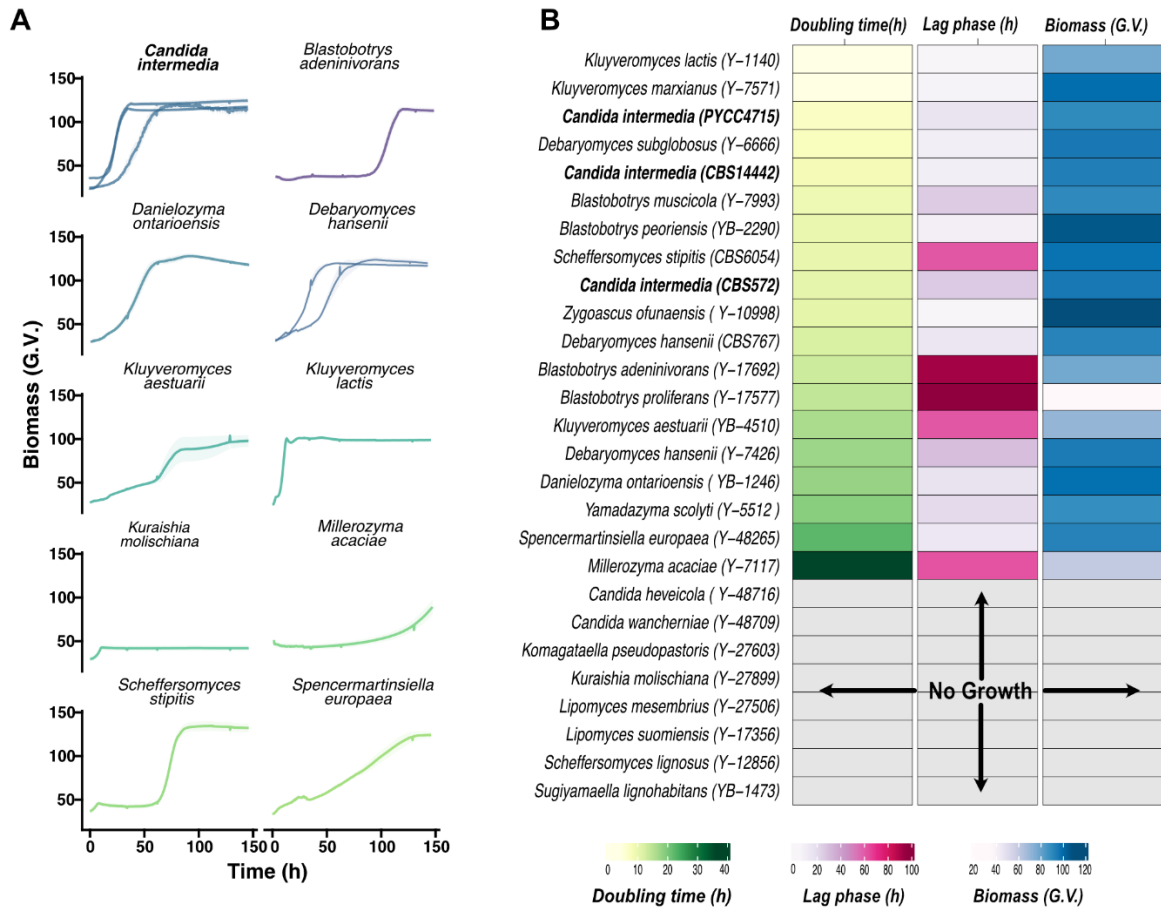 A
Candida
intermedia
Blastobotrys
adeninivorans
150
100
50
Danielozyma
ontarioensis
Debaryomyces
hansenii
150
100
50
Kluyveromyces
aestuarii
Kluyveromyces
lactis
150
100
50
Kuraishia
molischiana
Millerozyma
acaciae
150
100
50
Scheffersomyces
stipitis
Spencermartinsiella
europaea
150
100
50
0 50 100 150 0 50 100 150
Time (h)
Biomass (G.V.)
B
Doubling time(h) Lag phase (h) Biomass (G.V.)
Kluyveromyces lactis (Y−1140)
Kluyveromyces marxianus (Y−7571)
Candida intermedia (PYCC4715)
Debaryomyces subglobosus (Y−6666)
Candida intermedia (CBS14442)
Blastobotrys muscicola (Y−7993)
Blastobotrys peoriensis (YB−2290)
Scheffersomyces stipitis (CBS6054)
Candida intermedia (CBS572)
Zygoascus ofunaensis ( Y−10998)
Debaryomyces hansenii (CBS767)
Blastobotrys adeninivorans (Y−17692)
Blastobotrys proliferans (Y−17577)
Kluyveromyces aestuarii (YB−4510)
Debaryomyces hansenii (Y−7426)
Danielozyma ontarioensis ( YB−1246)
Yamadazyma scolyti (Y−5512 )
Spencermartinsiella europaea (Y−48265)
Millerozyma acaciae (Y−7117)
Candida heveicola ( Y−48716)
Candida wancherniae (Y−48709)
Komagataella pseudopastoris (Y−27603)
Kuraishia molischiana (Y−27899)
Lipomyces mesembrius (Y−27506)
Lipomyces suomiensis (Y−17356)
Scheffersomyces lignosus (Y−12856)
Sugiyamaella lignohabitans (YB−1473)
No Growth
0 10 20 30 40
Doubling time (h)
0 20 40 60 80 100
Lag phase (h)
20 40 60 80 100 120
Biomass (G.V.)